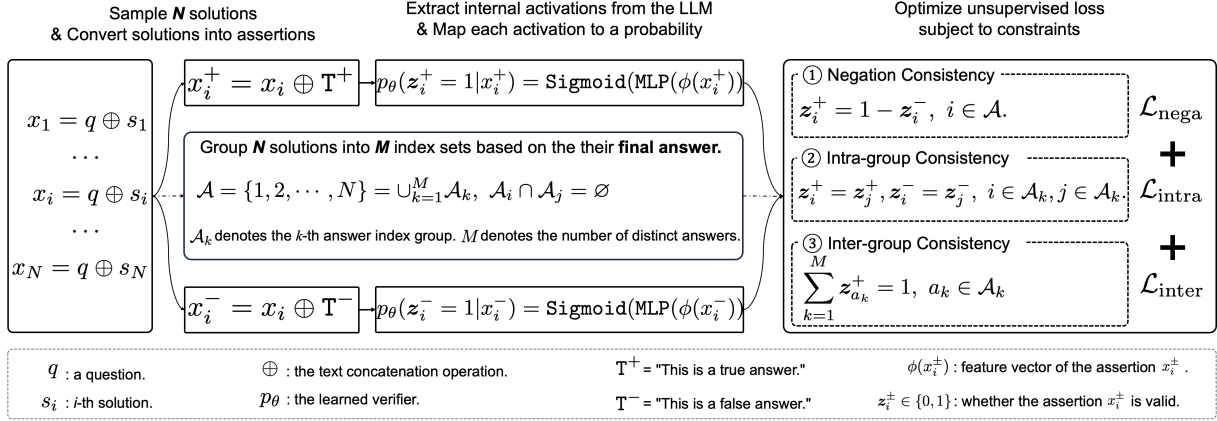 Sample N solutions
& Convert solutions into assertions
Extract internal activations from the LLM
& Map each activation to a probability
Optimize unsupervised loss
subject to constraints
x_1 = q ⊕ s_1
...
x_i = q ⊕ s_i
...
x_N = q ⊕ s_N
x_i^+ = x_i ⊕ T^+
p_θ(z_i^+ = 1|x_i^+) = Sigmoid(MLP(ϕ(x_i^+))
Group N solutions into M index sets based on the their final answer.
A = {1, 2, ⋯, N} = ∪_{k=1}^M A_k, A_i ∩ A_j = ∅
A_k denotes the k-th answer index group. M denotes the number of distinct answers.
x_i^- = x_i ⊕ T^-
p_θ(z_i^- = 1|x_i^-) = Sigmoid(MLP(ϕ(x_i^-))
① Negation Consistency
z_i^+ = 1 − z_i^-, i ∈ A.
L_nega
+
② Intra-group Consistency
z_i^+ = z_j^+, z_i^- = z_j^-, i ∈ A_k, j ∈ A_k.
L_intra
+
③ Inter-group Consistency
∑_{k=1}^M z_{a_k}^+ = 1, a_k ∈ A_k
L_inter
q : a question.
⊕ : the text concatenation operation.
T^+ = "This is a true answer."
ϕ(x_i^±) : feature vector of the assertion x_i^± .
s_i : i-th solution.
p_θ : the learned verifier.
T^- = "This is a false answer."
z_i^± ∈ {0, 1} : whether the assertion x_i^± is valid.